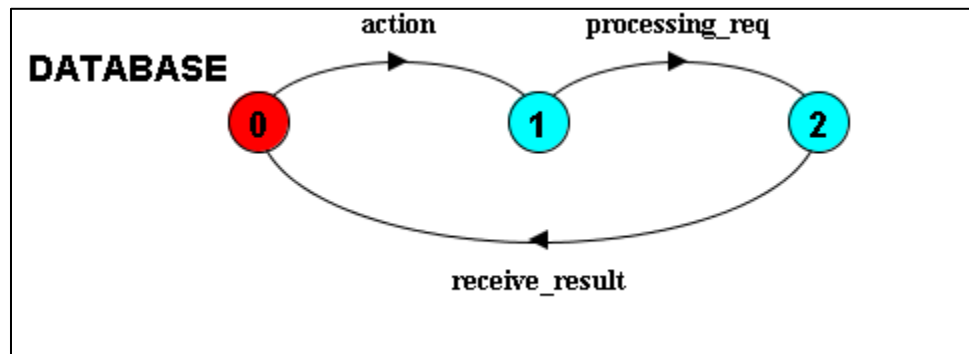 action
processing_req
DATABASE
0
1
2
receive_result